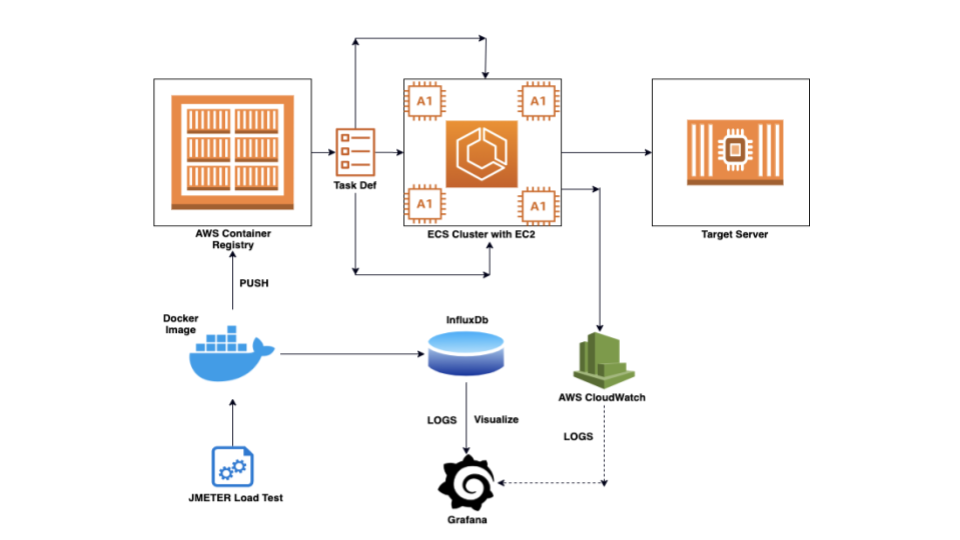 A1
A1
Task Def
A1
A1
AWS Container
Registry
ECS Cluster with EC2
Target Server
PUSH
Docker
Image
InfluxDb
AWS CloudWatch
LOGS
Visualize
LOGS
JMETER Load Test
Grafana